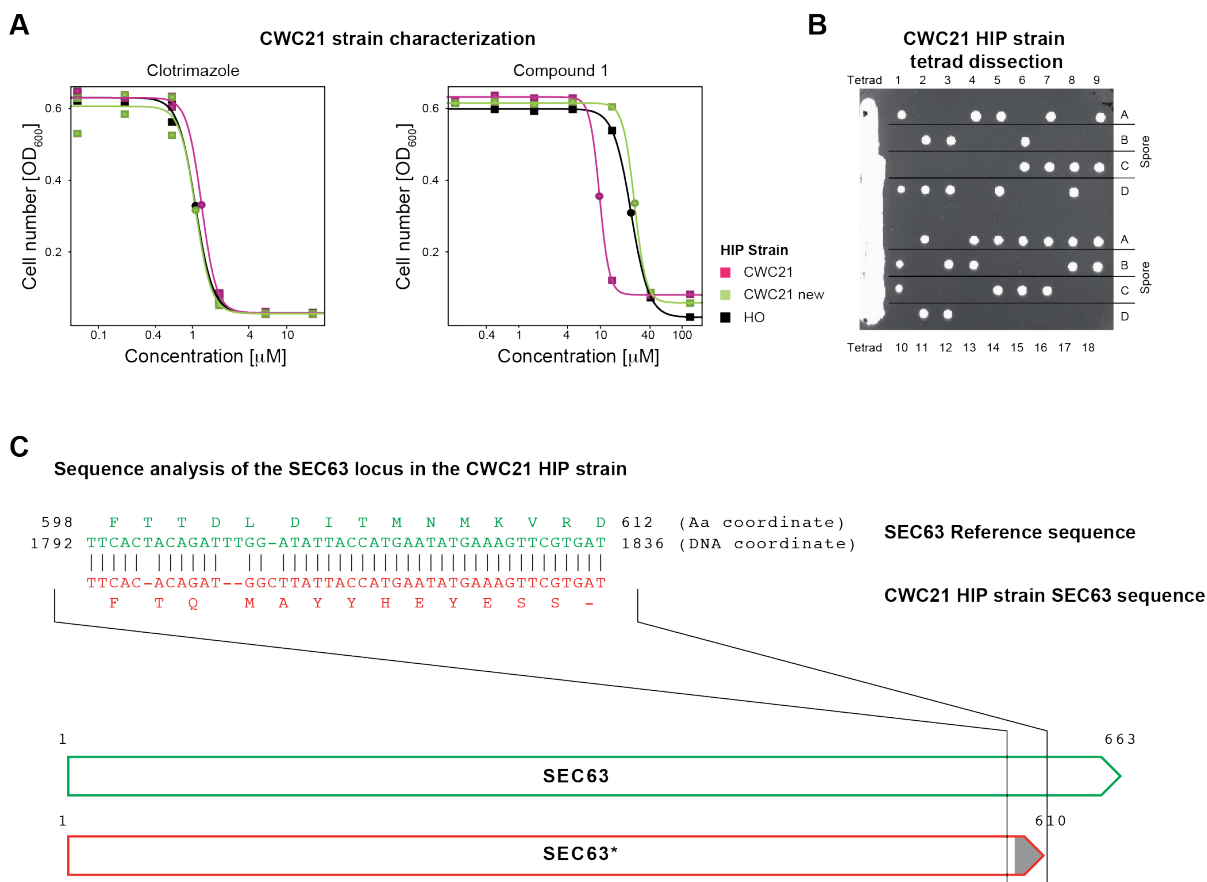 A
CWC21 strain characterization
Clotrimazole
Cell number [OD600]
0.6
0.4
0.2
0.1 0.4 1 4 10
Concentration [µM]
Compound 1
Cell number [OD600]
0.6
0.4
0.2
0.4 1 4 10 40 100
Concentration [µM]
HIP Strain
CWC21
CWC21 new
HO
B
CWC21 HIP strain
tetrad dissection
Tetrad 1 2 3 4 5 6 7 8 9
A
B
C
D
Spore
A
B
C
D
Spore
Tetrad 10 11 12 13 14 15 16 17 18
C
Sequence analysis of the SEC63 locus in the CWC21 HIP strain
598 F T T D L D I T M N M K V R D 612 (Aa coordinate)
1792 TTCACTACAGATTTGG-ATATTACCATGAATATGAAAGTTCGTGAT 1836 (DNA coordinate)
SEC63 Reference sequence
TTCAC-ACAGAT--GGCTTATTACCATGAATATGAAAGTTCGTGAT
F T Q M A Y Y H E Y E S S -
CWC21 HIP strain SEC63 sequence
1 663
SEC63
1 610
SEC63*